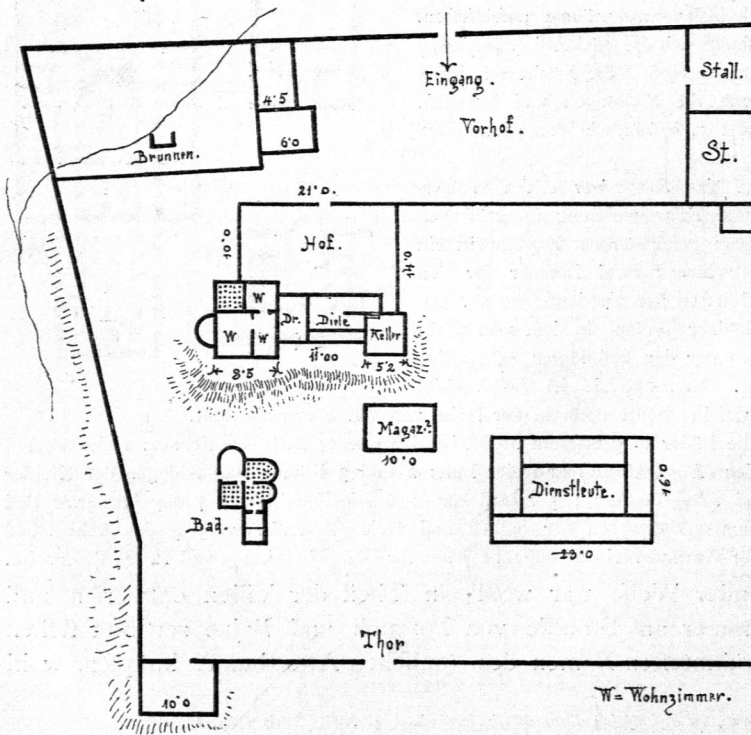 Eingang.
Stall.
Vorhof.
4·5
6·0
St.
Brunnen.
21·0.
Hof.
10·0
11·0
W
Dr.
Diele
W
W
Keller
11·00
8·5
5·2
Magaz.?
10·0
Dienstleute.
16·0
23·0
Bad.
Thor
10·0
W = Wohnzimmer.